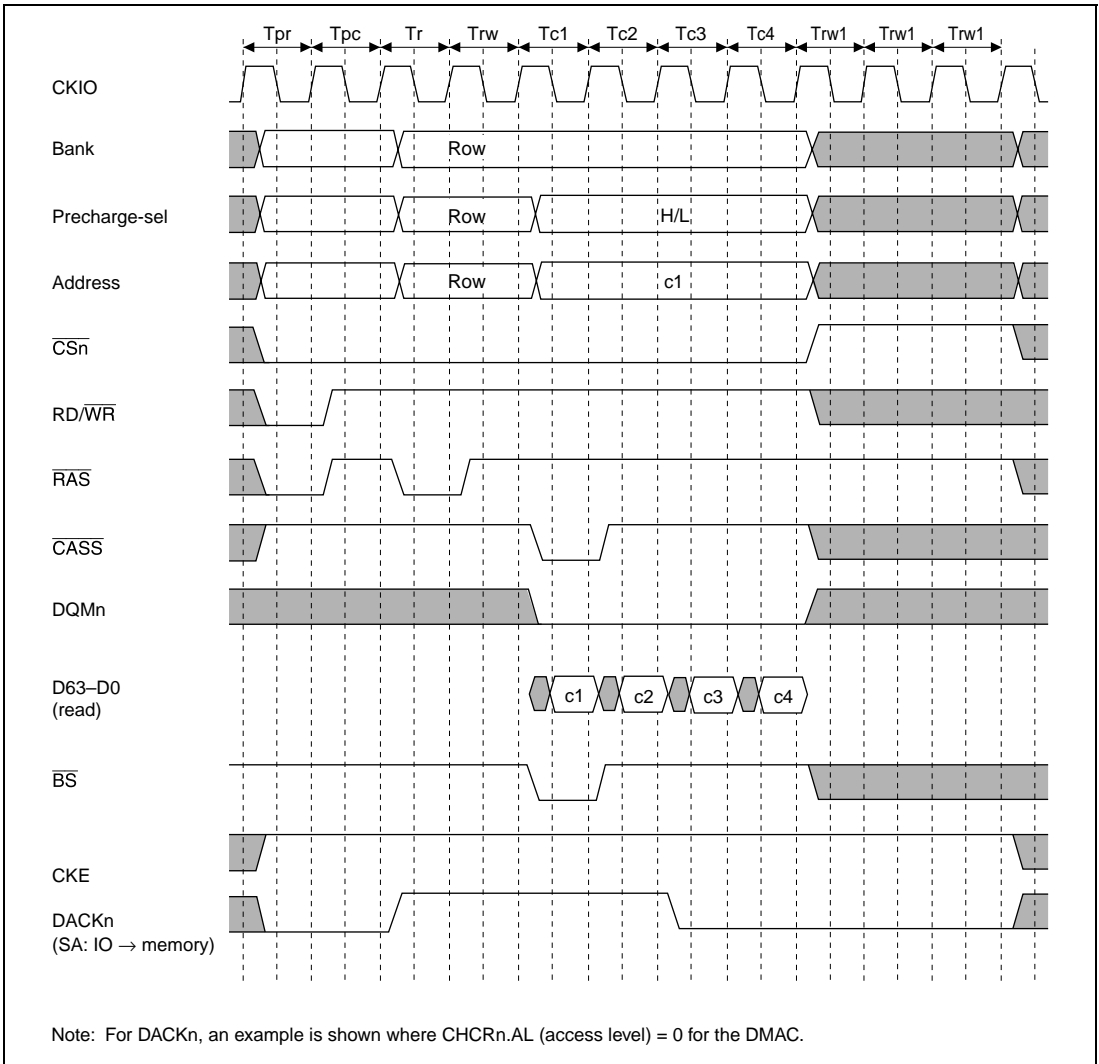 Tpr Tpc Tr Trw Tc1 Tc2 Tc3 Tc4 Trw1 Trw1 Trw1
CKIO
Bank Row
Precharge-sel Row H/L
Address Row c1
CSn
RD/WR
RAS
CASS
DQMn
D63–D0 c1 c2 c3 c4
(read)
BS
CKE
DACKn
(SA: IO → memory)
Note: For DACKn, an example is shown where CHCRn.AL (access level) = 0 for the DMAC.